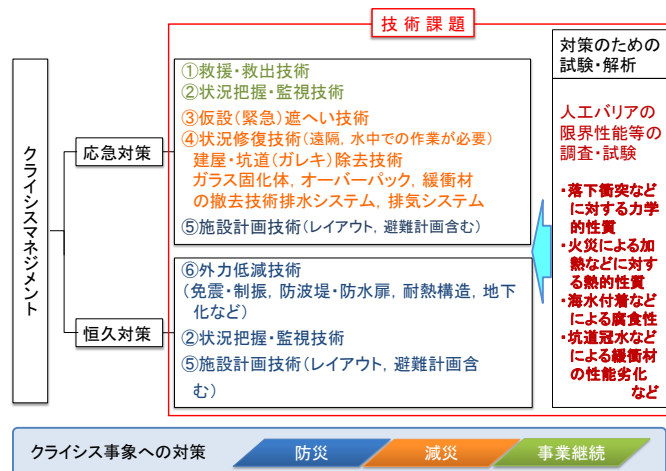 技術課題
クライシスマネジメント
応急対策
①救援・救出技術
②状況把握・監視技術
③仮設(緊急)遮へい技術
④状況修復技術(遠隔,水中での作業が必要)
建屋・坑道(ガレキ)除去技術
ガラス固化体,オーバーパック,緩衝材
の撤去技術排水システム,排気システム
⑤施設計画技術(レイアウト,避難計画含む)
恒久対策
⑥外力低減技術
(免震・制振,防波堤・防水扉,耐熱構造,地下
化など)
②状況把握・監視技術
⑤施設計画技術(レイアウト,避難計画含
む)
対策のための
試験・解析
人工バリアの
限界性能等の
調査・試験
・落下衝突など
に対する力学
的性質
・火災による加
熱などに対す
る熱的性質
・海水付着など
による腐食性
・坑道冠水など
による緩衝材
の性能劣化
など
クライシス事象への対策
防災
減災
事業継続